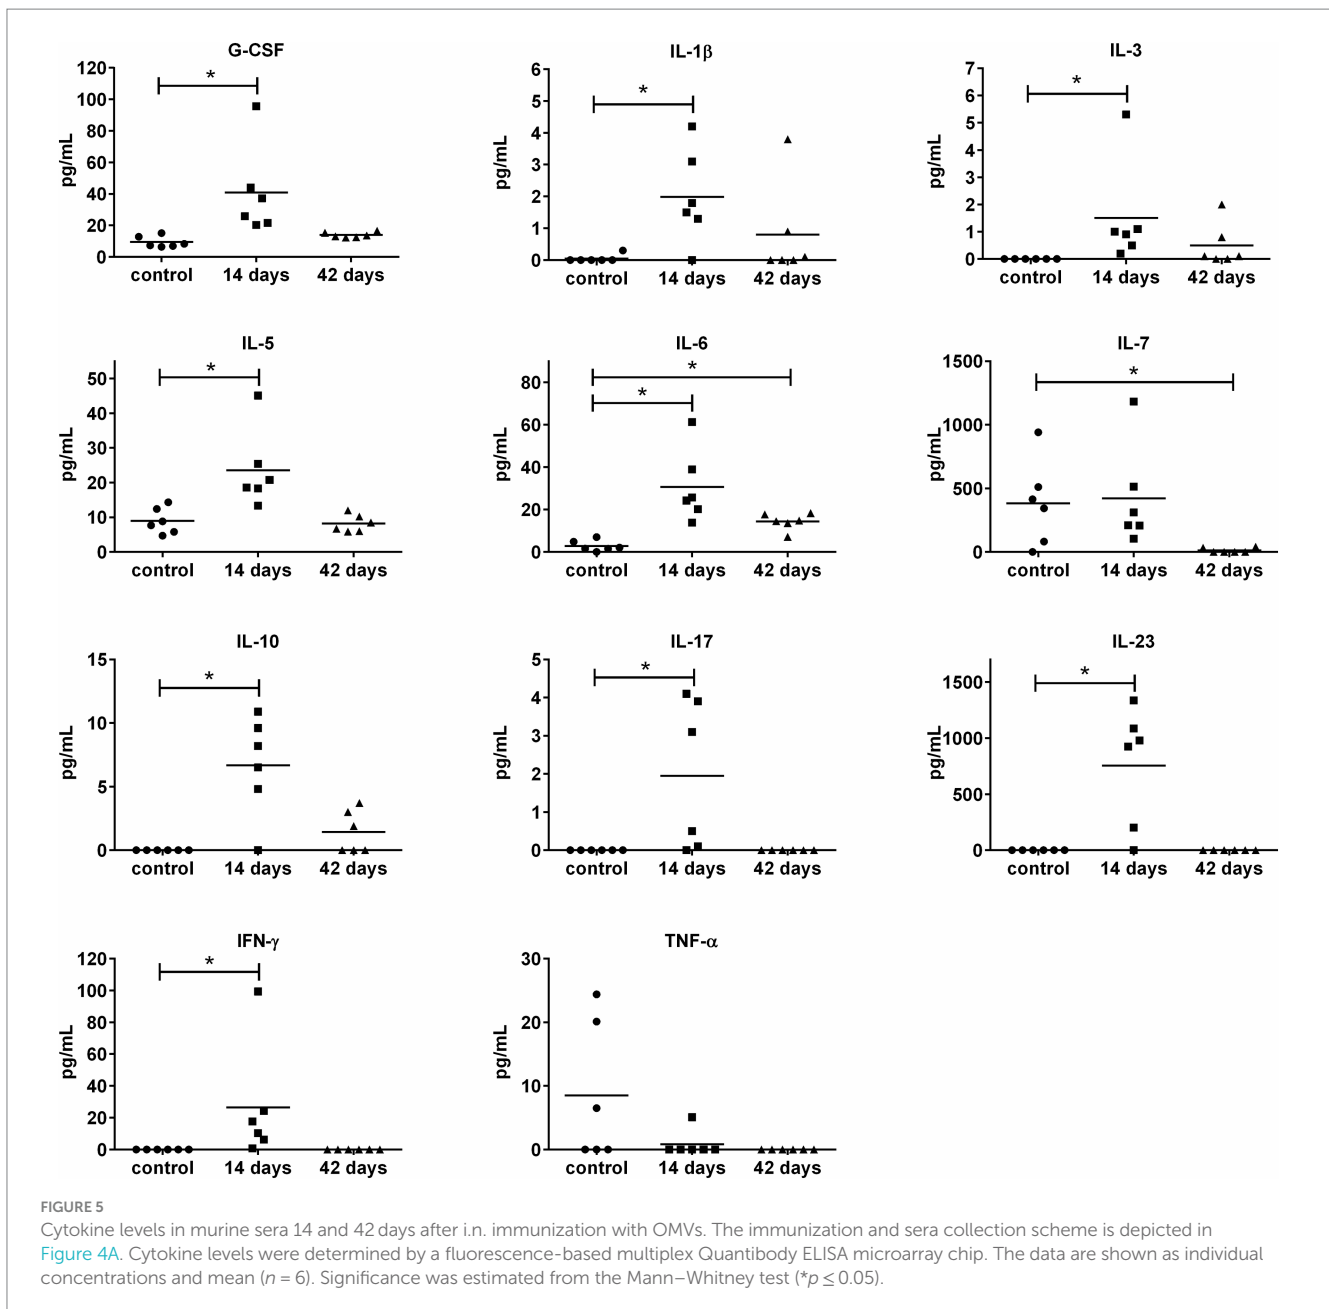 G-CSF
*
120
100
80
60
40
20
0
pg/mL
control 14 days 42 days
IL-1β
*
6
5
4
3
2
1
0
pg/mL
control 14 days 42 days
IL-3
*
7
6
5
4
3
2
1
0
pg/mL
control 14 days 42 days
IL-5
*
50
40
30
20
10
0
pg/mL
control 14 days 42 days
IL-6
*
*
80
60
40
20
0
pg/mL
control 14 days 42 days
IL-7
*
1500
1000
500
0
pg/mL
control 14 days 42 days
IL-10
*
15
10
5
0
pg/mL
control 14 days 42 days
IL-17
*
5
4
3
2
1
0
pg/mL
control 14 days 42 days
IL-23
*
1500
1000
500
0
pg/mL
control 14 days 42 days
IFN-γ
*
120
100
80
60
40
20
0
pg/mL
control 14 days 42 days
TNF-α
30
20
10
0
pg/mL
control 14 days 42 days
FIGURE 5
Cytokine levels in murine sera 14 and 42 days after i.n. immunization with OMVs. The immunization and sera collection scheme is depicted in
Figure 4A. Cytokine levels were determined by a fluorescence-based multiplex Quantibody ELISA microarray chip. The data are shown as individual
concentrations and mean (n = 6). Significance was estimated from the Mann–Whitney test (*p ≤ 0.05).